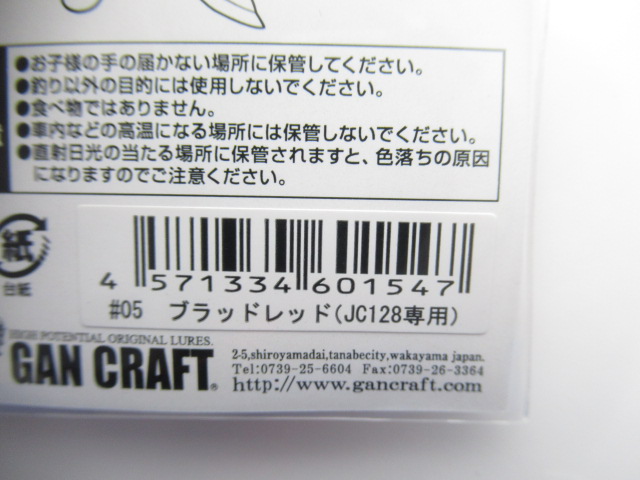 ●お子様の手の届かない場所に保管してください。
●釣り以外の目的には使用しないでください。
●食べ物ではありません。
●車内などの高温になる場所には保管しないでください。
●直射日光の当たる場所に保管されますと、色落ちの原因
になりますのでご注意ください。
紙
台紙
4 571334 601547
#05 ブラッドレッド(JC128専用)
HIGH POTENTIAL ORIGINAL LURES.
GAN CRAFT®
2-5,shiroyamadai,tanabecity,wakayama japan.
Tel:0739-25-6604 Fax:0739-26-3364
http://www.gancraft.com